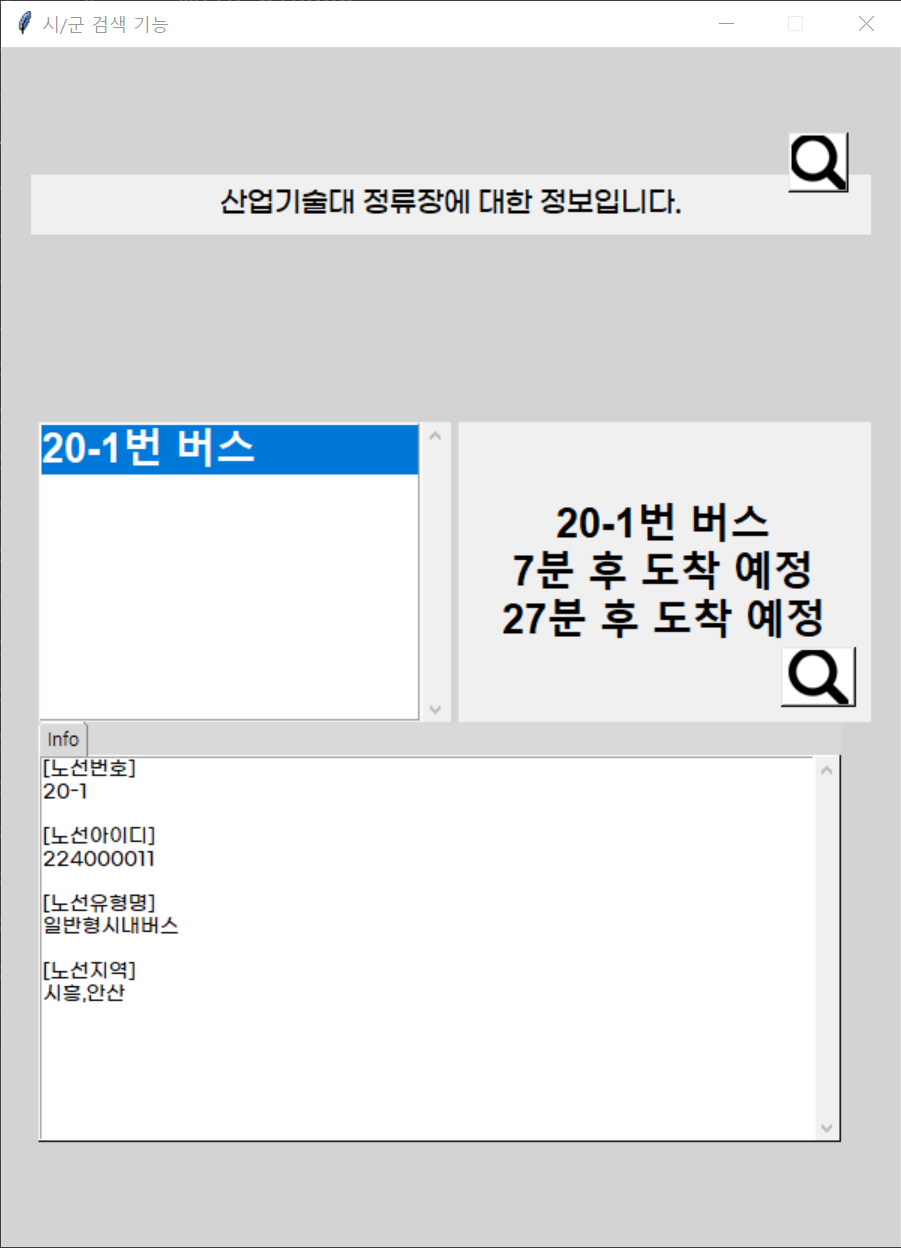 시/군 검색 기능
산업기술대 정류장에 대한 정보입니다.
20-1번 버스
20-1번 버스
7분 후 도착 예정
27분 후 도착 예정
Info
[노선번호]
20-1
[노선아이디]
224000011
[노선유형명]
일반형시내버스
[노선지역]
시흥,안산